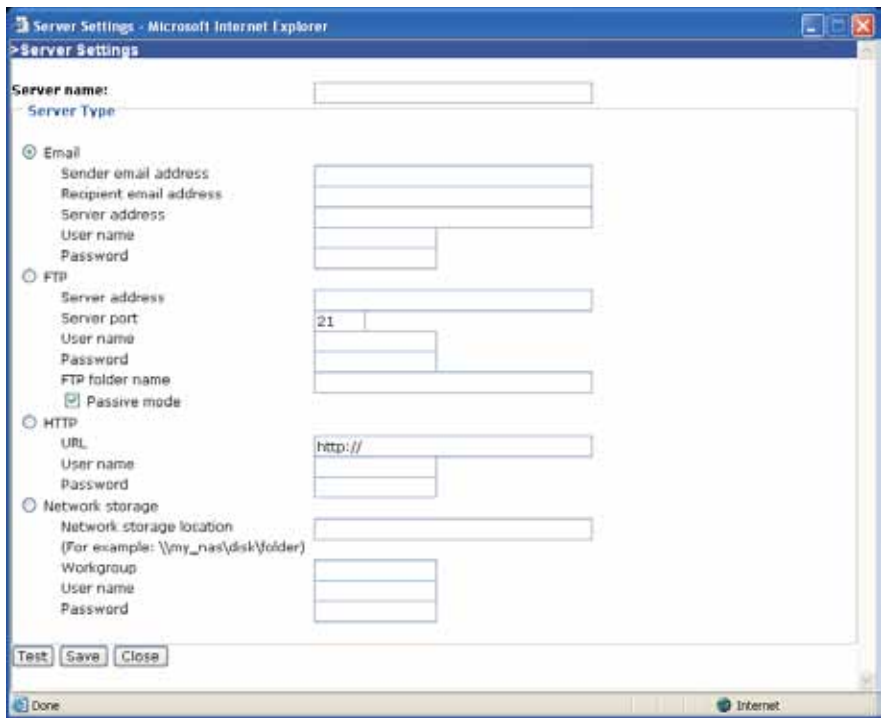 Server Settings - Microsoft Internet Explorer
>Server Settings
Server name:
Server Type
Email
Sender email address
Recipient email address
Server address
User name
Password
FTP
Server address
Server port 21
User name
Password
FTP folder name
Passive mode
HTTP
URL http://
User name
Password
Network storage
Network storage location
(For example: \\my_nas\disk\folder)
Workgroup
User name
Password
Test Save Close
Done Internet